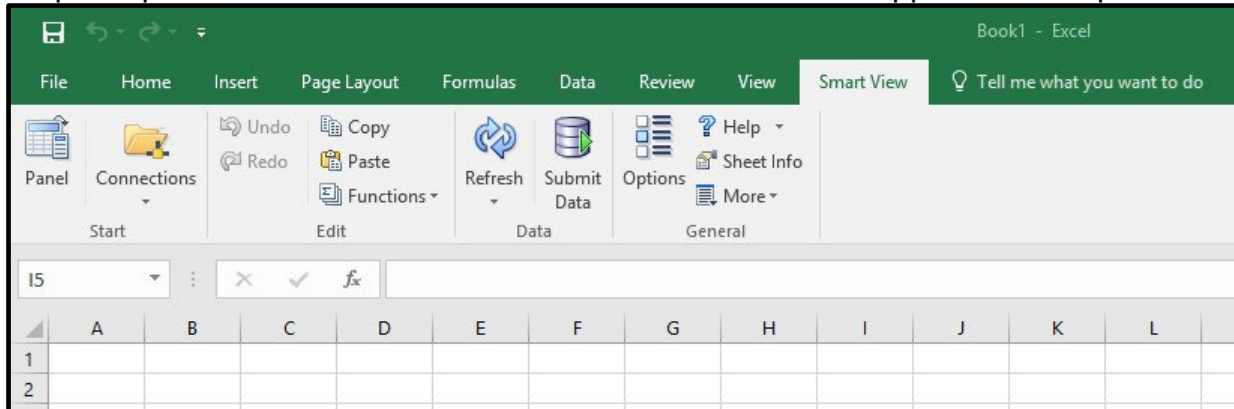 Book1 - Excel
File Home Insert Page Layout Formulas Data Review View Smart View Tell me what you want to do
Panel
Connections
Undo
Redo
Copy
Paste
Functions
Refresh
Submit
Data
Options
Help
Sheet Info
More
Start Edit Data General
I5 fx
A B C D E F G H I J K L
1
2